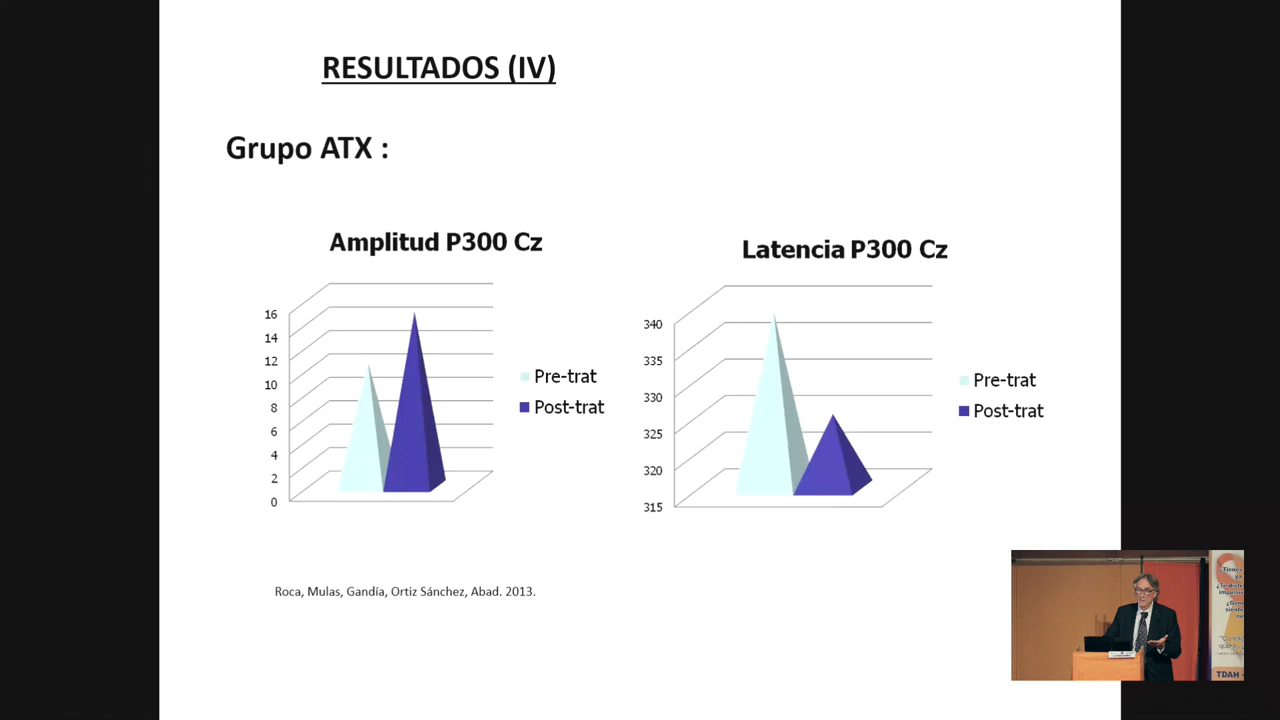 RESULTADOS (IV)
Grupo ATX :
Amplitud P300 Cz
16
14
12
10
8
6
4
2
0
Pre-trat
Post-trat
Latencia P300 Cz
340
335
330
325
320
315
Pre-trat
Post-trat
Roca, Mulas, Gandía, Ortiz Sánchez, Abad. 2013.
TDAH